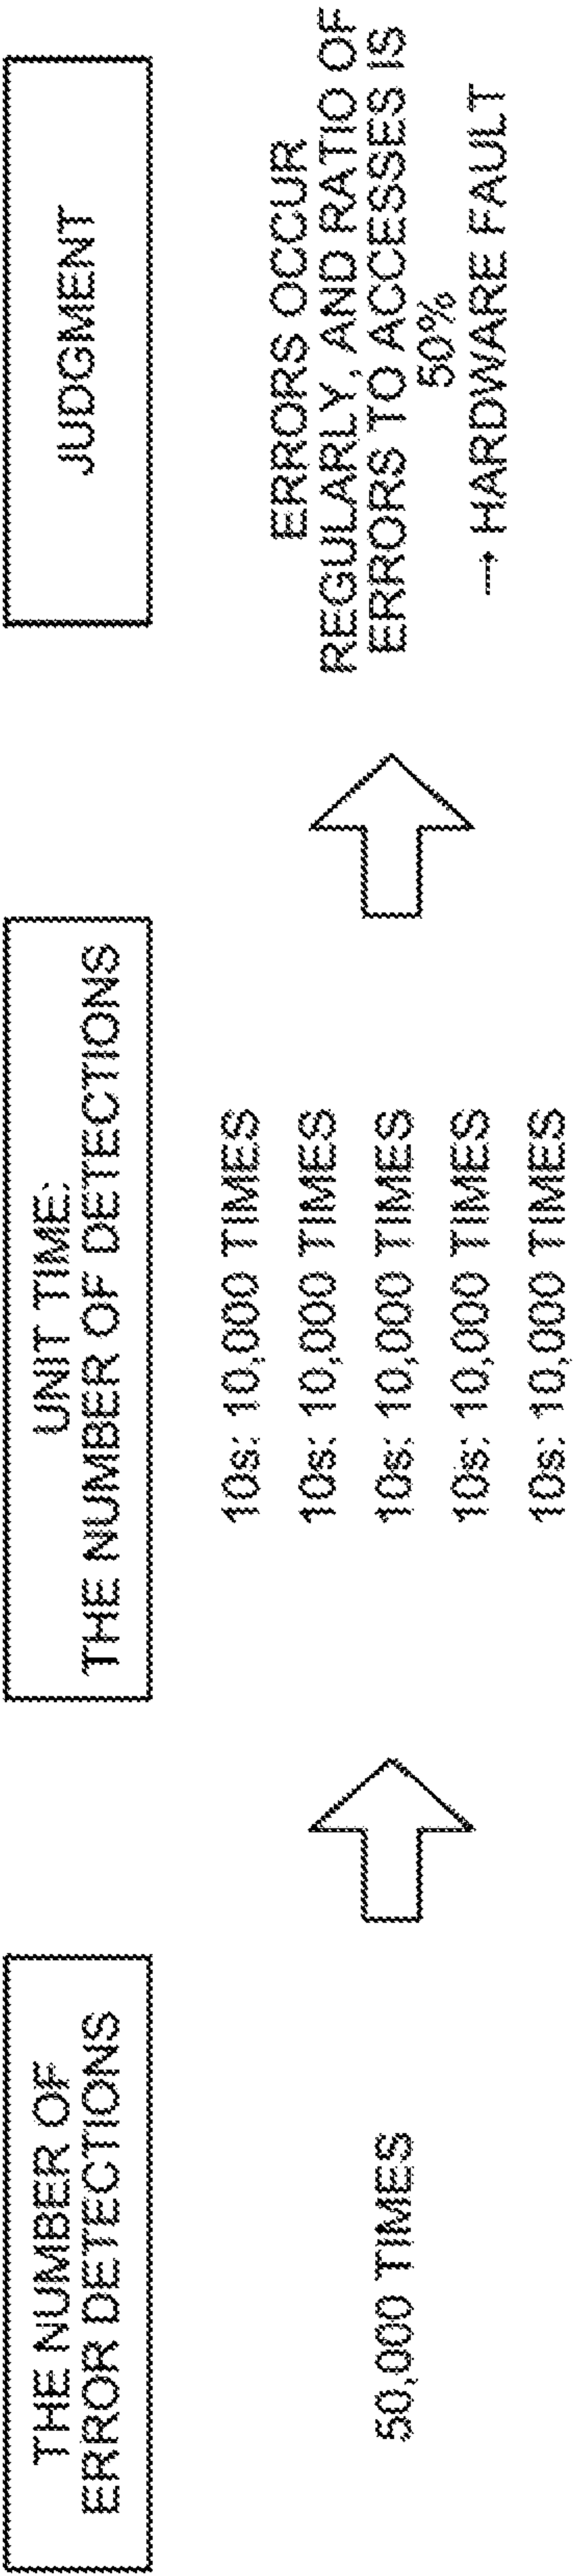 THE NUMBER OF
ERROR DETECTIONS
50,000 TIMES
UNIT TIME:
THE NUMBER OF DETECTIONS
10s: 10,000 TIMES
10s: 10,000 TIMES
10s: 10,000 TIMES
10s: 10,000 TIMES
10s: 10,000 TIMES
JUDGMENT
ERRORS OCCUR
REGULARLY, AND RATIO OF
ERRORS TO ACCESSES IS
50%
→ HARDWARE FAULT